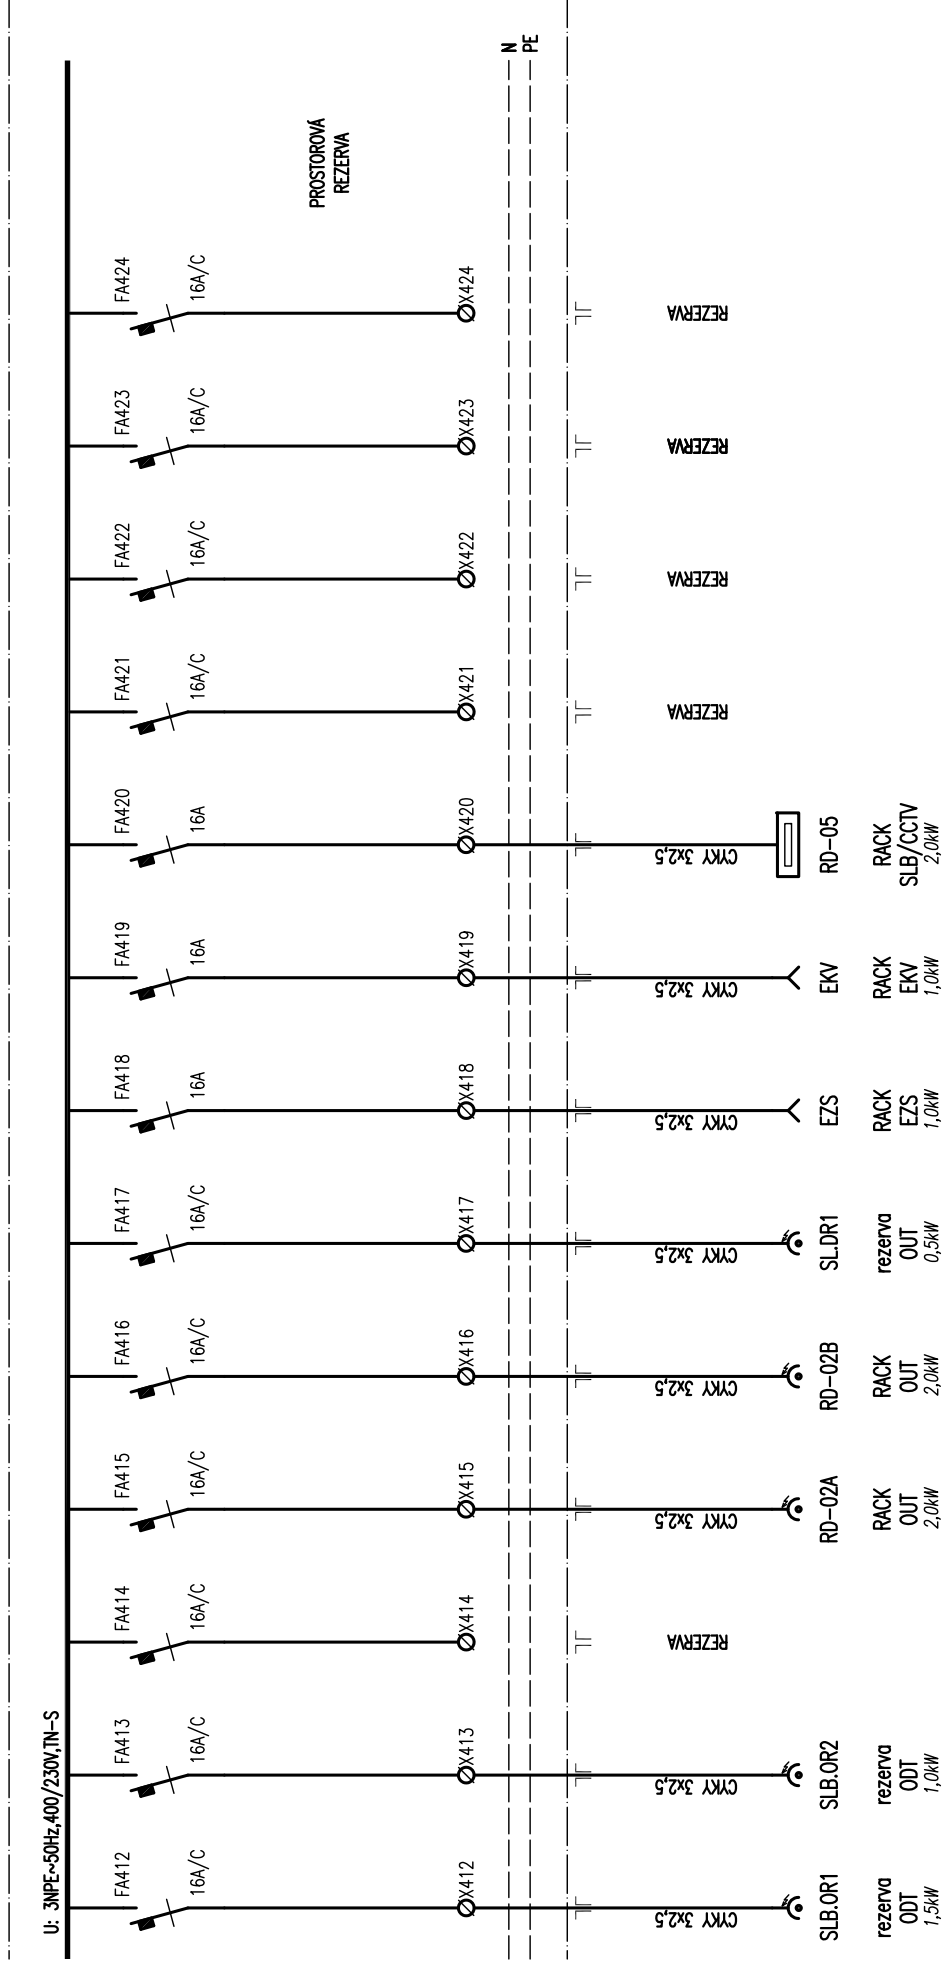 U: 3NPE~50Hz,400/230V,TN-S
FA412
16A/C
X412
CYKY 3x2,5
SLB.OR1
rezerva
ODT
1,5kW
FA413
16A/C
X413
CYKY 3x2,5
SLB.OR2
rezerva
ODT
1,0kW
FA414
16A/C
X414
REZERVA
FA415
16A/C
X415
CYKY 3x2,5
RD-02A
RACK
OUT
2,0kW
FA416
16A/C
X416
CYKY 3x2,5
RD-02B
RACK
OUT
2,0kW
FA417
16A/C
X417
CYKY 3x2,5
SL.DR1
rezerva
OUT
0,5kW
FA418
16A
X418
CYKY 3x2,5
EZS
RACK
EZS
1,0kW
FA419
16A
X419
CYKY 3x2,5
EKV
RACK
EKV
1,0kW
FA420
16A
X420
CYKY 3x2,5
RD-05
RACK
SLB/CCTV
2,0kW
FA421
16A/C
X421
REZERVA
FA422
16A/C
X422
REZERVA
FA423
16A/C
X423
REZERVA
FA424
16A/C
X424
REZERVA
PROSTOROVÁ
REZERVA
N
PE